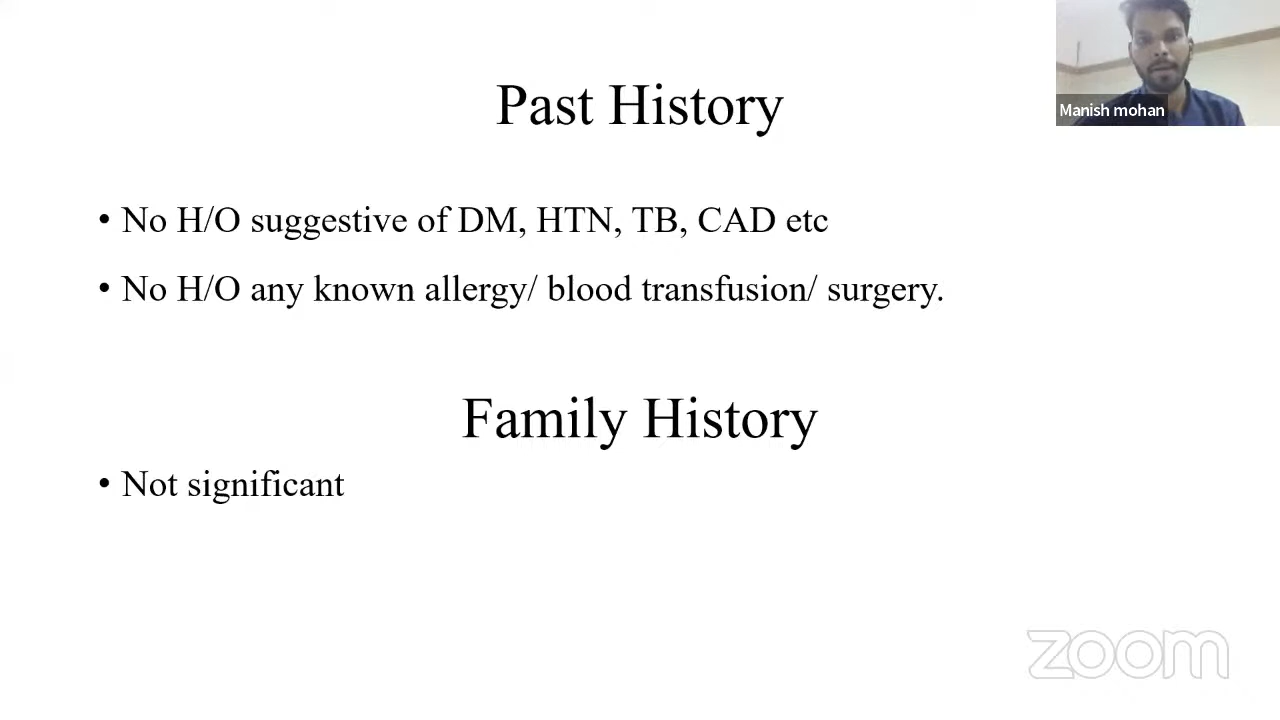 Past History
Manish mohan
• No H/O suggestive of DM, HTN, TB, CAD etc
• No H/O any known allergy/ blood transfusion/ surgery.
Family History
• Not significant
zoom